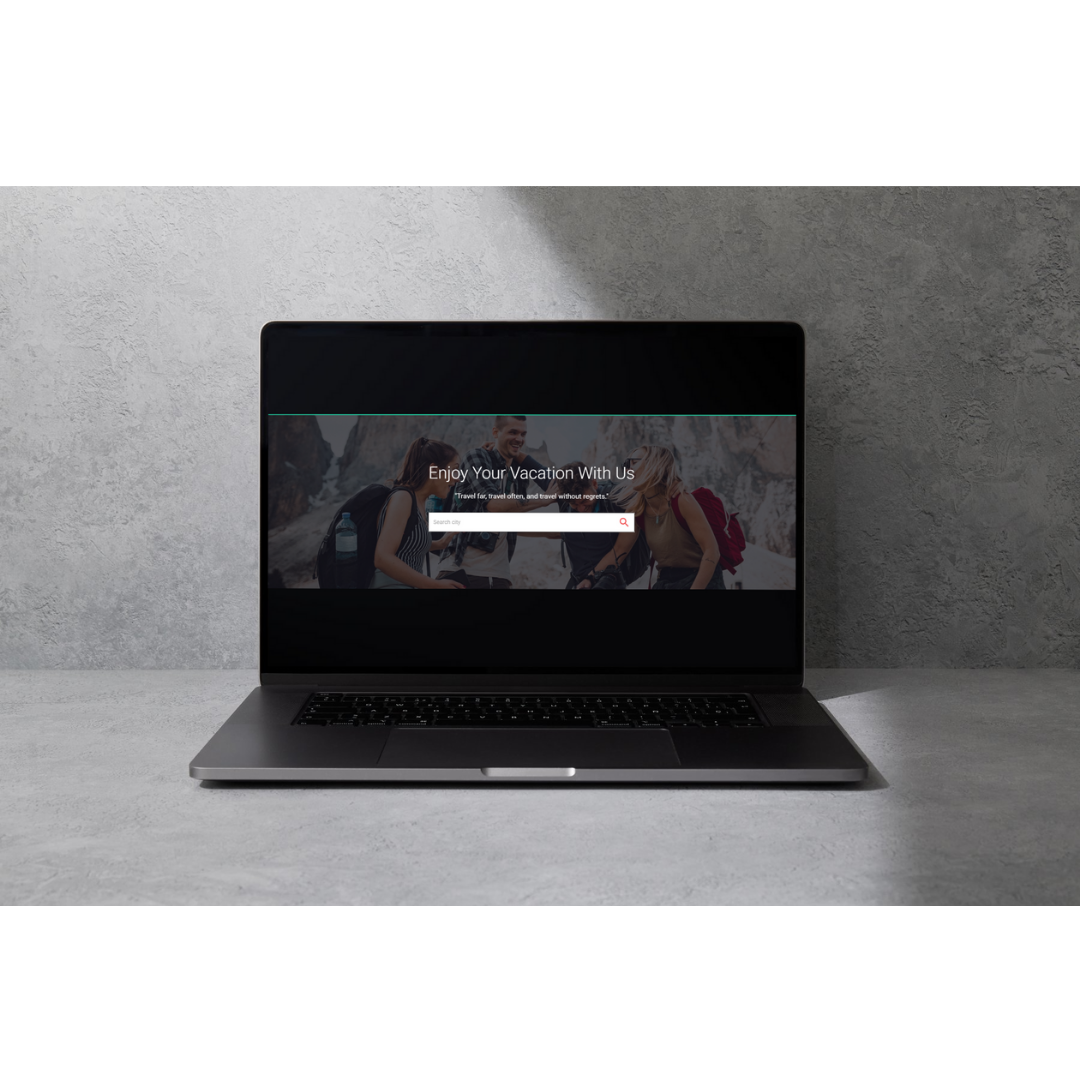 Enjoy Your Vacation With Us
"Travel far, travel often, and travel without regrets."
Search city